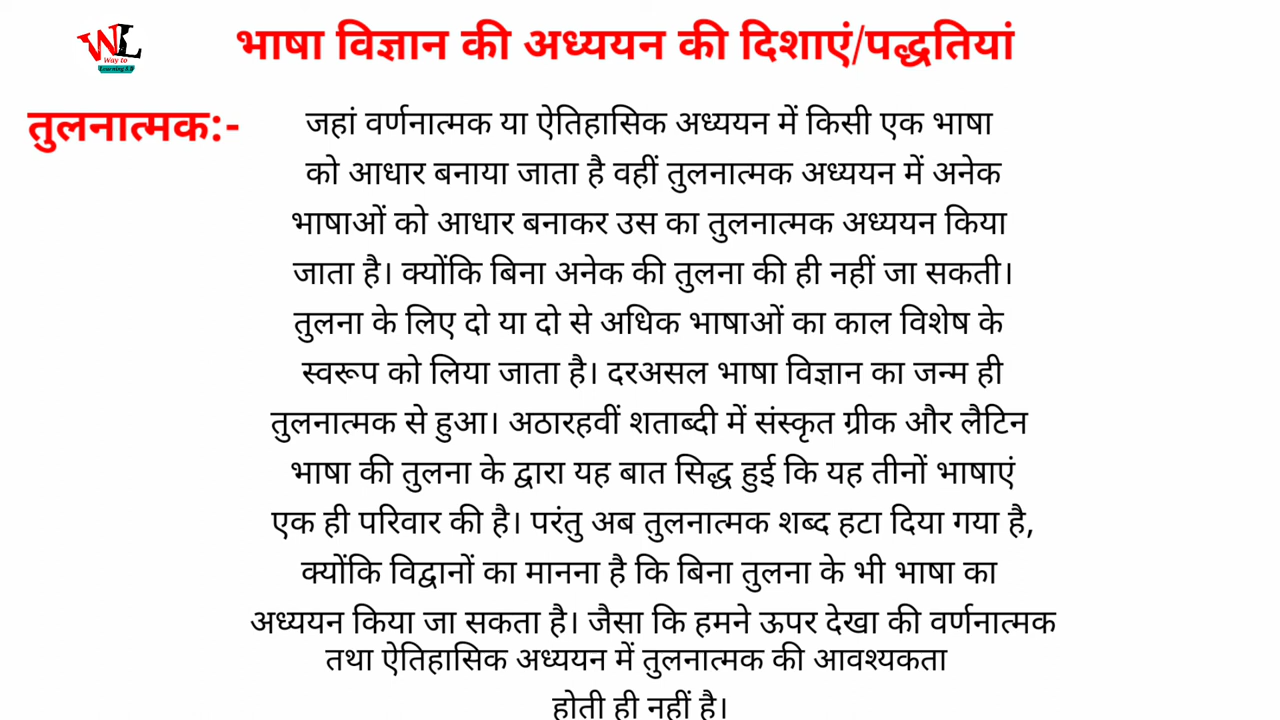 WL
Way to
Learning S.B
भाषा विज्ञान की अध्ययन की दिशाएं/पद्धतियां
तुलनात्मक:-
जहां वर्णनात्मक या ऐतिहासिक अध्ययन में किसी एक भाषा
को आधार बनाया जाता है वहीं तुलनात्मक अध्ययन में अनेक
भाषाओं को आधार बनाकर उस का तुलनात्मक अध्ययन किया
जाता है। क्योंकि बिना अनेक की तुलना की ही नहीं जा सकती।
तुलना के लिए दो या दो से अधिक भाषाओं का काल विशेष के
स्वरूप को लिया जाता है। दरअसल भाषा विज्ञान का जन्म ही
तुलनात्मक से हुआ। अठारहवीं शताब्दी में संस्कृत ग्रीक और लैटिन
भाषा की तुलना के द्वारा यह बात सिद्ध हुई कि यह तीनों भाषाएं
एक ही परिवार की है। परंतु अब तुलनात्मक शब्द हटा दिया गया है,
क्योंकि विद्वानों का मानना है कि बिना तुलना के भी भाषा का
अध्ययन किया जा सकता है। जैसा कि हमने ऊपर देखा की वर्णनात्मक
तथा ऐतिहासिक अध्ययन में तुलनात्मक की आवश्यकता
होती ही नहीं है।